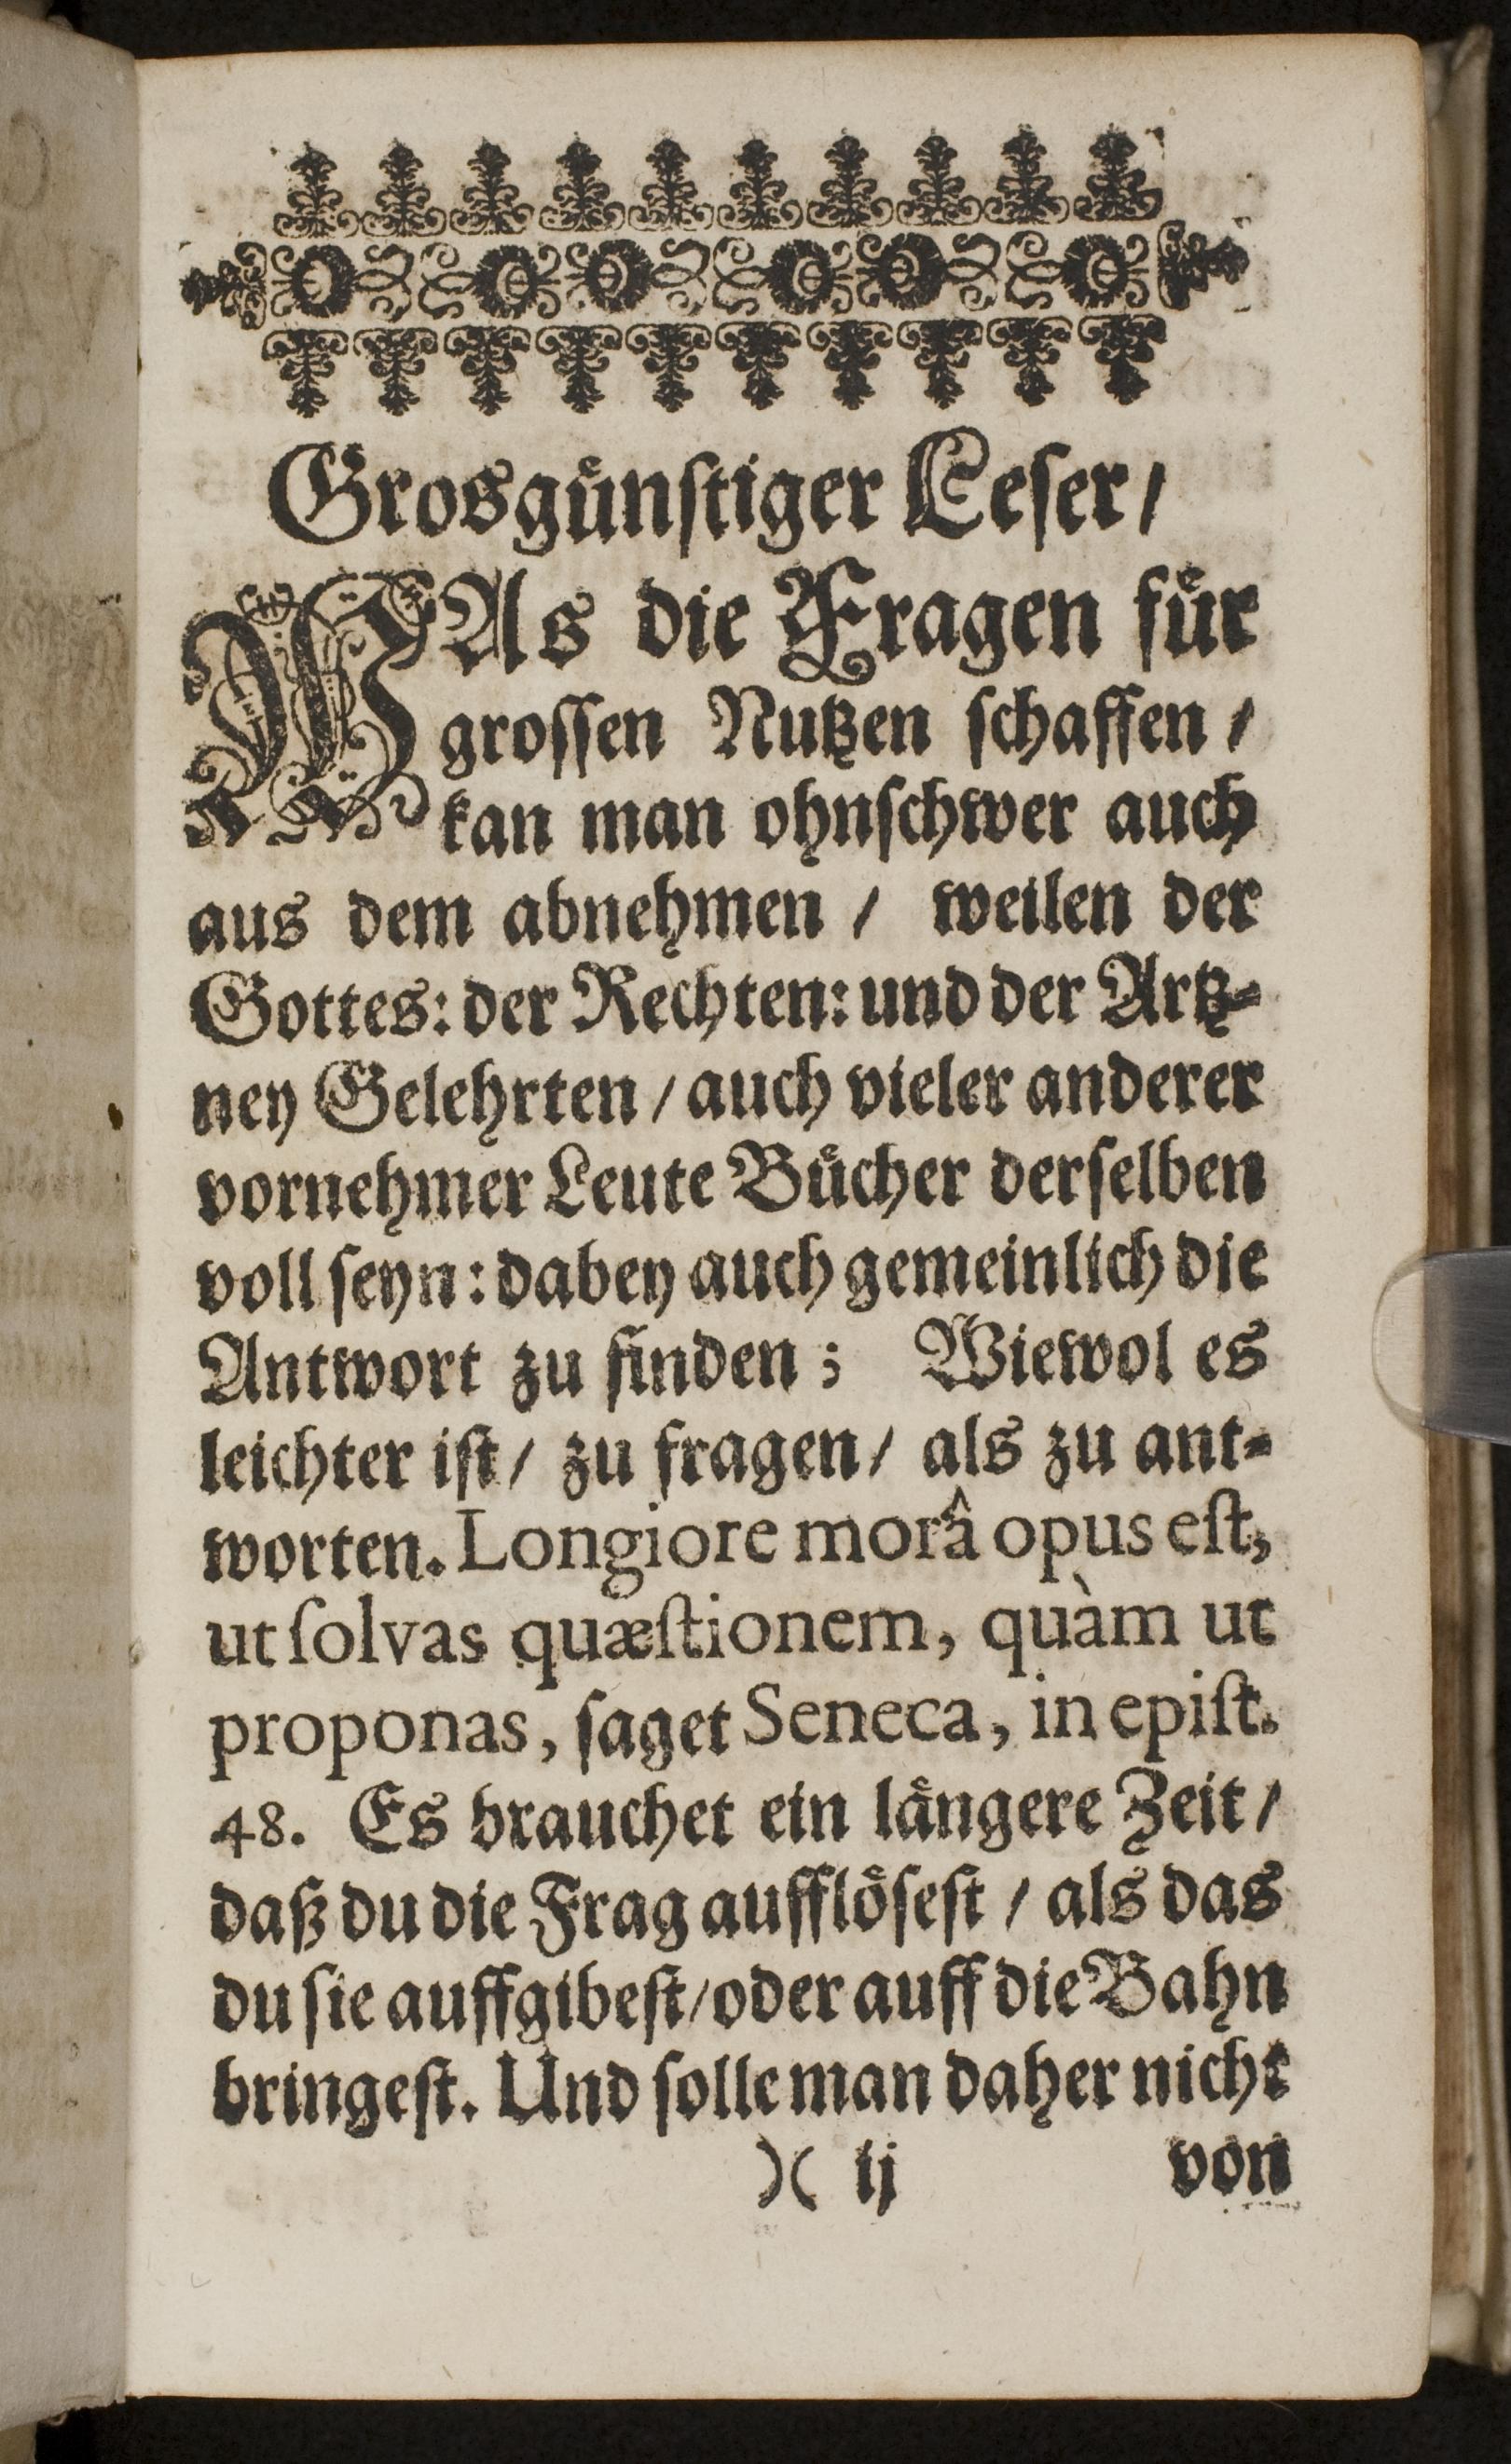 Grosgünſtiger Leſer/
WAs die Fragen für
groſſen Nutzen ſchaffen/
kan man ohnſchwer auch
aus dem abnehmen / weilen der
Gottes: der Rechten: und der Artz-
ney Gelehrten / auch vieler anderer
vornehmer Leute Bücher derſelben
voll ſeyn: dabey auch gemeinlich die
Antwort zu finden; Wiewol es
leichter iſt/ zu fragen/ als zu ant-
worten. Longiore morâ opus eſt,
ut ſolvas quæſtionem, quàm ut
proponas, ſaget Seneca, in epiſt.
48. Es brauchet ein längere Zeit/
daß du die Frag aufflöſeſt / als das
du ſie auffgibeſt/oder auff die Bahn
bringeſt. Und ſolle man daher nicht
)( ij von